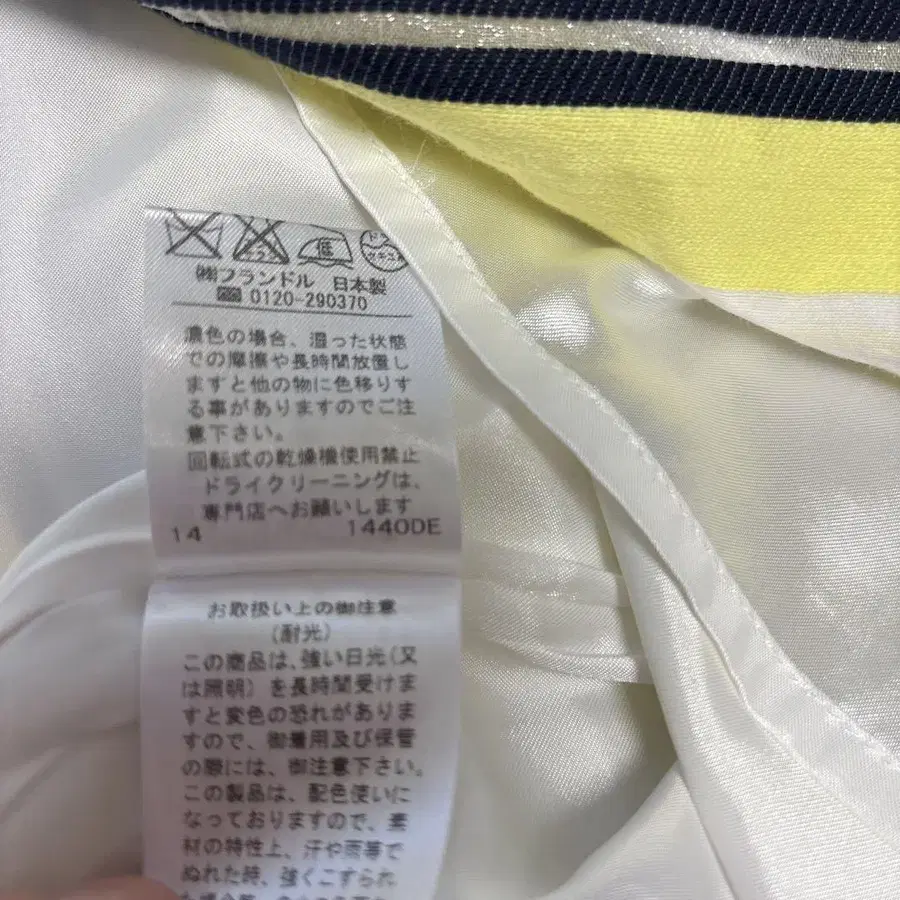 低 ドライ セキユ系
㈱フランドル 日本製
0120-290370
濃色の場合、湿った状態
での摩擦や長時間放置し
ますと他の物に色移りす
る事がありますのでご注
意下さい。
回転式の乾燥機使用禁止
ドライクリーニングは、
専門店へお願いします
14 1440DE
お取扱い上の御注意
(耐光)
この商品は、強い日光(又
は照明)を長時間受けま
すと変色の恐れがありま
すので、御着用及び保管
の際には、御注意下さい。
この製品は、配色使いに
なっておりますので、素
材の特性上、汗や雨等で
ぬれた時、強くこすられ